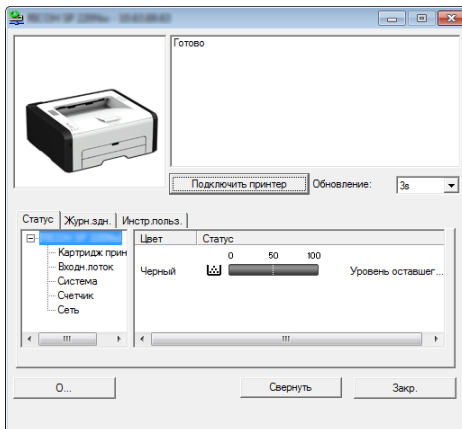 Готово
Подключить принтер
Обновление:
3s
Статус
Журн.здн.
Инстр.польз.
Цвет
Статус
Картридж прин
Входн.лоток
Система
Счетчик
Сеть
0 50 100
Черный
Уровень оставшег...
О...
Свернуть
Закр.